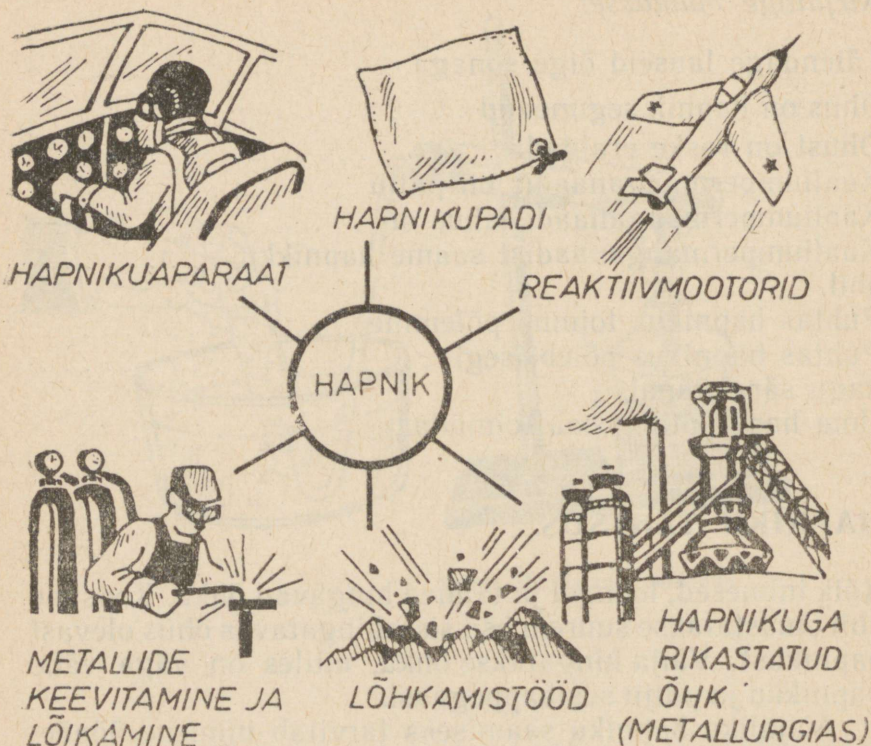 HAPNIKUAPARAAT
HAPNIKUPADI
REAKTIIVMOOTORID
HAPNIK
METALLIDE
KEEVITAMINE JA
LÕIKAMINE
LÕHKAMISTÖÖD
HAPNIKUGA
RIKASTATUD
ÕHK
(METALLURGIAS)